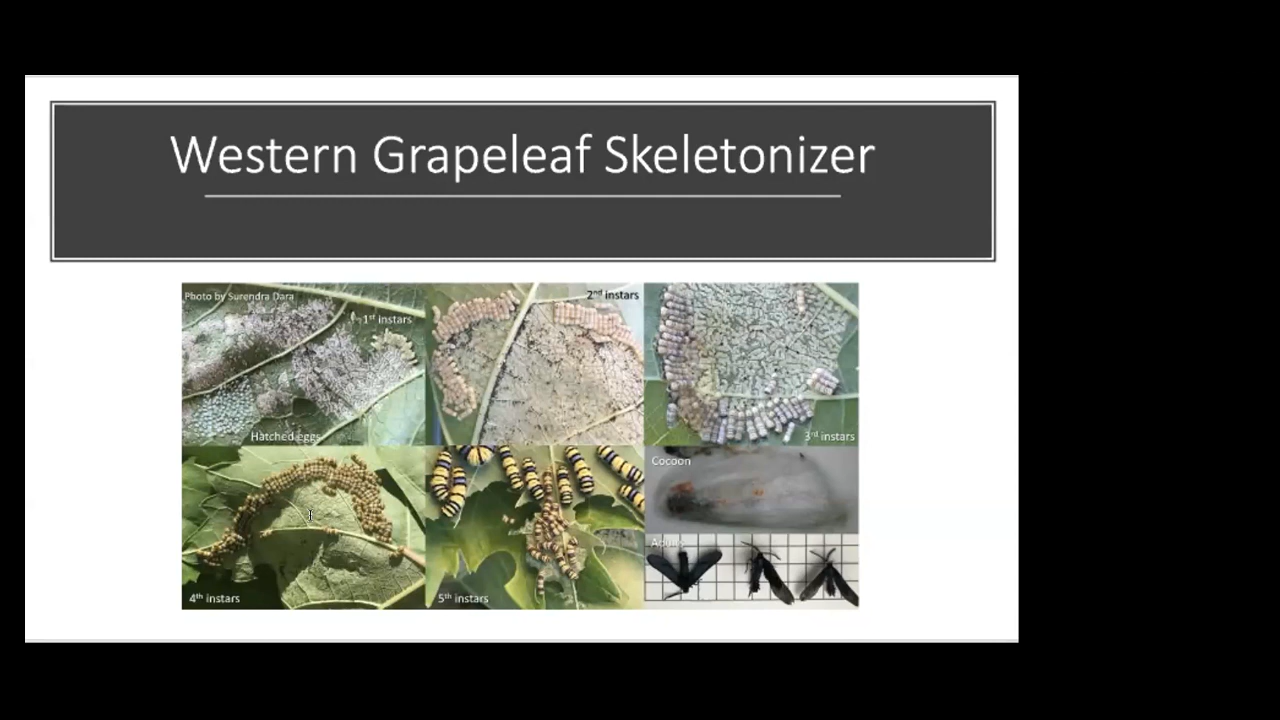 Western Grapeleaf Skeletonizer
Photo by Surendra Dara
1st instars
Hatched eggs
2nd instars
3rd instars
4th instars
5th instars
Cocoon